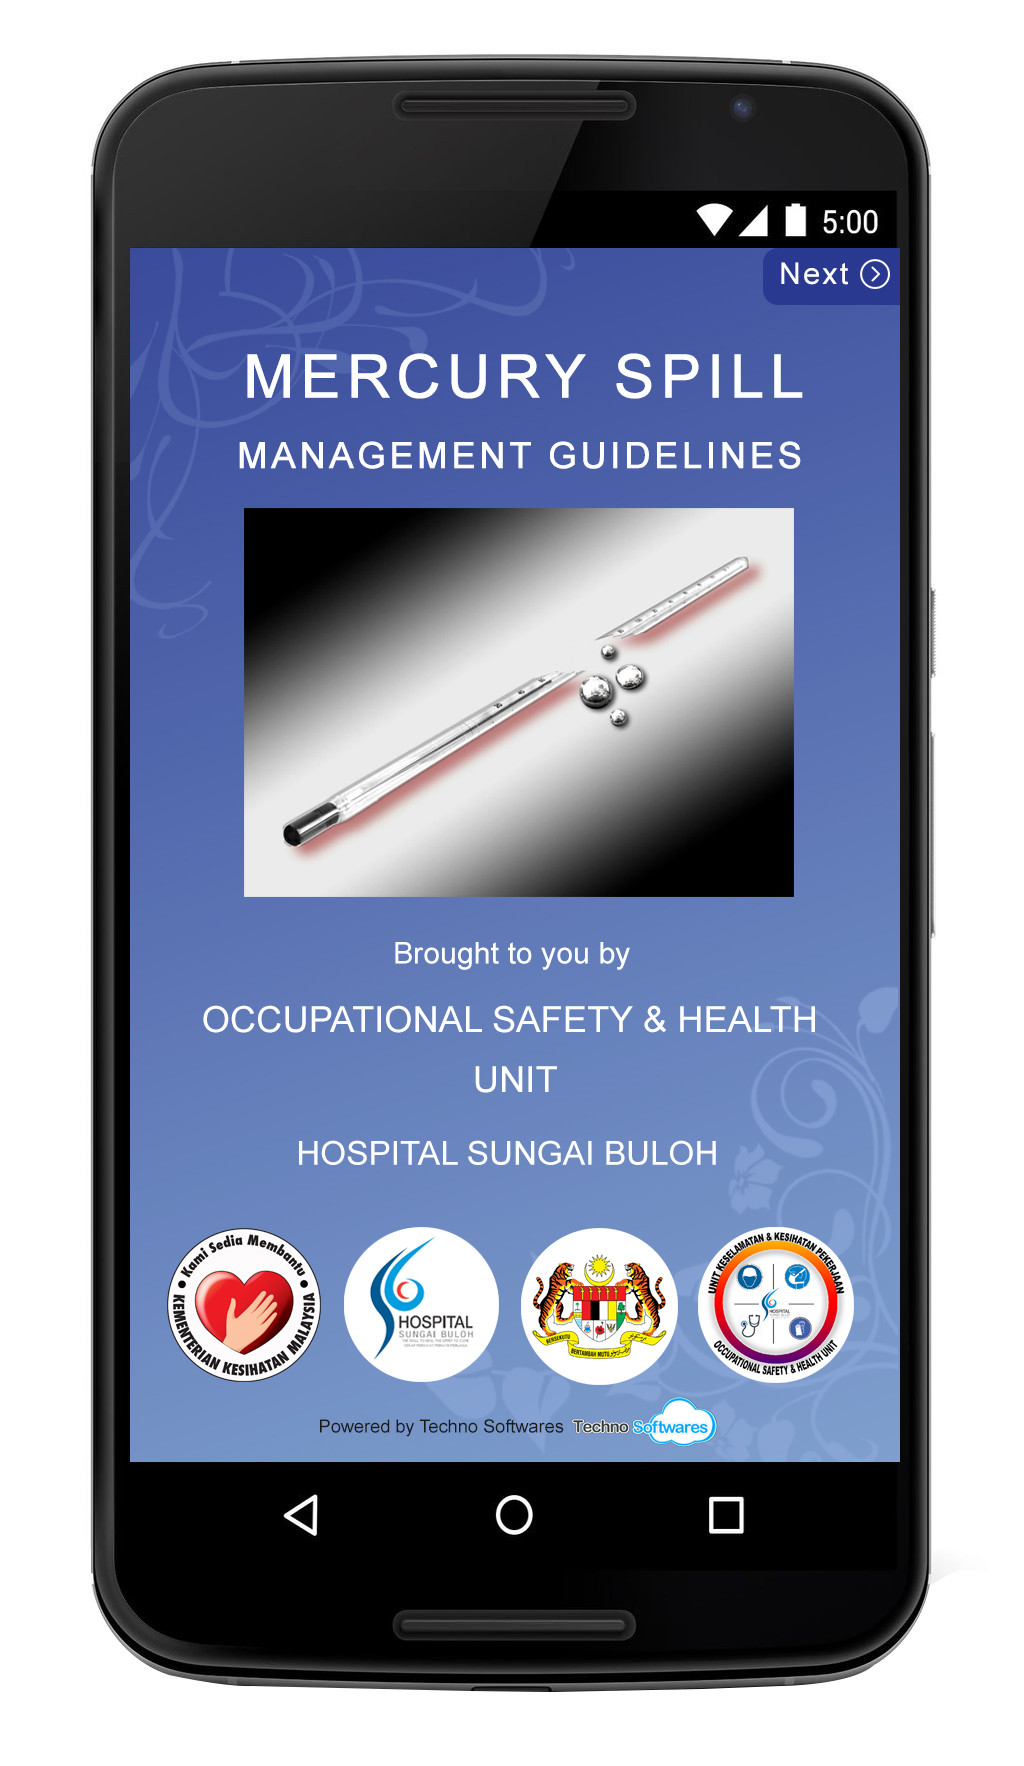 5:00
Next
MERCURY SPILL
MANAGEMENT GUIDELINES
Brought to you by
OCCUPATIONAL SAFETY & HEALTH
UNIT
HOSPITAL SUNGAI BULOH
Kami Sedia Membantu
KEMENTERIAN KESIHATAN MALAYSIA
HOSPITAL
SUNGAI BULOH
BERSEKUTU
BERTAMBAH MUTU
UNIT KESELAMATAN & KESIHATAN PEKERJAAN
HOSPITAL
OCCUPATIONAL SAFETY & HEALTH UNIT
Powered by Techno Softwares Techno Softwares